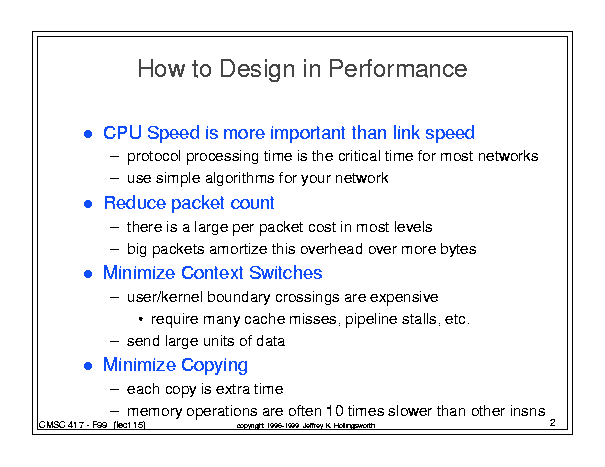 How to Design in Performance
● CPU Speed is more important than link speed
– protocol processing time is the critical time for most networks
– use simple algorithms for your network
● Reduce packet count
– there is a large per packet cost in most levels
– big packets amortize this overhead over more bytes
● Minimize Context Switches
– user/kernel boundary crossings are expensive
• require many cache misses, pipeline stalls, etc.
– send large units of data
● Minimize Copying
– each copy is extra time
– memory operations are often 10 times slower than other insns
CMSC 417 - F99 (lect 15) copyright 1996-1999 Jeffrey K. Hollingsworth 2